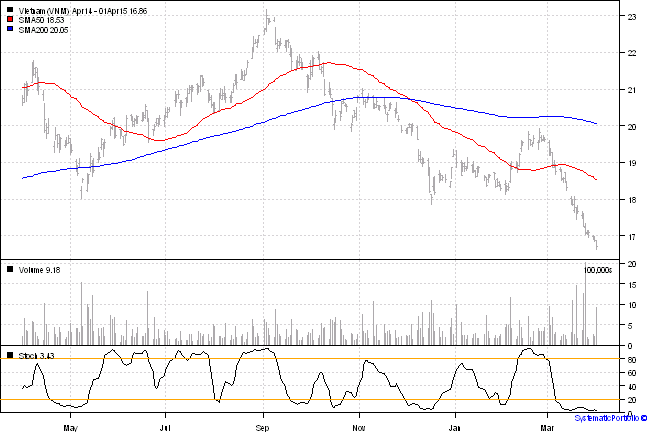 Vietnam (VNM) Apr14 - 01Apr15 16.86
SMA50 18.53
SMA200 20.05
23
22
21
20
19
18
17
Volume 9.18
100,000s
20
15
10
5
0
Stoch 3.43
80
60
40
20
0
May Jul Sep Nov Jan Mar
SystematicPortfolio ©